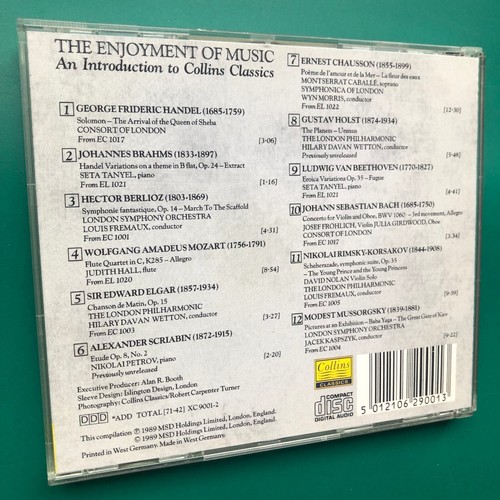 THE ENJOYMENT OF MUSIC
An Introduction to Collins Classics
1 GEORGE FRIDERIC HANDEL (1685-1759)
Solomon – The Arrival of the Queen of Sheba
CONSORT OF LONDON
From EC 1017 [3-06]
2 JOHANNES BRAHMS (1833-1897)
Handel Variations on a theme in B flat, Op. 24 – Extract
SETA TANYEL, piano
From EL 1021 [1-16]
3 HECTOR BERLIOZ (1803-1869)
Symphonie fantastique, Op. 14 – March To The Scaffold
LONDON SYMPHONY ORCHESTRA
LOUIS FREMAUX, conductor
From EC 1001 [4-31]
4 WOLFGANG AMADEUS MOZART (1756-1791)
Flute Quartet in C, K285 – Allegro
JUDITH HALL, flute
From EL 1020 [8-54]
5 SIR EDWARD ELGAR (1857-1934)
Chanson de Matin, Op. 15
THE LONDON PHILHARMONIC
HILARY DAVAN WETTON, conductor
From EC 1003 [3-27]
6 ALEXANDER SCRIABIN (1872-1915)
Etude Op. 8, No. 2
NIKOLAI PETROV, piano
Previously unreleased [2-20]
Executive Producer: Alan R. Booth
Sleeve Design: Islington Design, London
Photography: Collins Classics/Robert Carpenter Turner
DDD *ADD TOTAL [71-42] XC 9001-2
This compilation ℗ 1989 MSD Holdings Limited, London, England.
© 1989 MSD Holdings Limited, London, England.
Printed in West Germany. Made in West Germany.
7 ERNEST CHAUSSON (1855-1899)
Poème de l'amour et de la Mer – La fleur des eaux
MONTSERRAT CABALLÉ, soprano
SYMPHONICA OF LONDON
WYN MORRIS, conductor
From EL 1022 [12-30]
8 GUSTAV HOLST (1874-1934)
The Planets – Uranus
THE LONDON PHILHARMONIC
HILARY DAVAN WETTON, conductor
Previously unreleased [5-48]
9 LUDWIG VAN BEETHOVEN (1770-1827)
Eroica Variations Op. 35 – Fugue
SETA TANYEL, piano
From EL 1021 [4-41]
10 JOHANN SEBASTIAN BACH (1685-1750)
Concerto for Violin and Oboe, BWV 1060 – 3rd movement, Allegro
JOSEF FRÖHLICH, Violin JULIA GIRDWOOD, Oboe
CONSORT OF LONDON
From EC 1017 [3-34]
11 NIKOLAI RIMSKY-KORSAKOV (1844-1908)
Scheherazade, symphonic suite, Op. 35
– The Young Prince and the Young Princess
DAVID NOLAN Violin Solo
THE LONDON PHILHARMONIC
LOUIS FREMAUX, conductor
From EC 1005 [9-39]
12 MODEST MUSSORGSKY (1839-1881)
Pictures at an Exhibition – Baba Yaga – The Great Gate of Kiev
LONDON SYMPHONY ORCHESTRA
JACEK KASPSZYK, conductor
From EC 1004 [9-22]
Collins
CLASSICS
COMPACT
disc
DIGITAL AUDIO
5 012106 290013